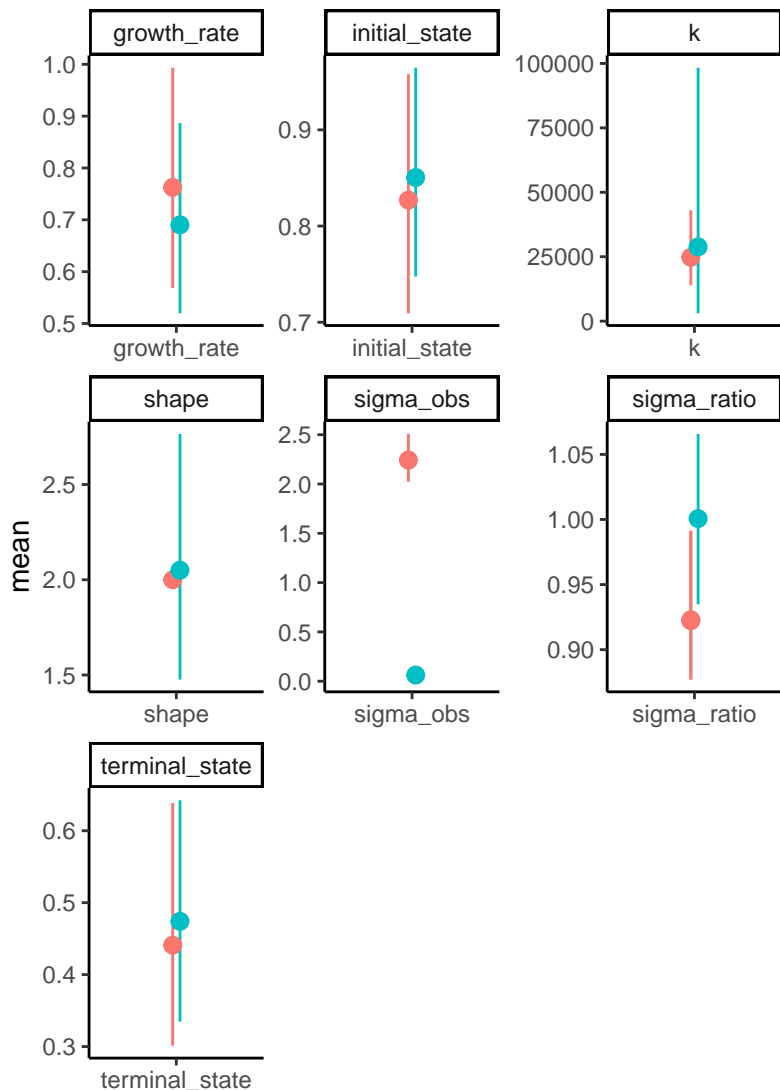 growth_rate
1.0
0.9
0.8
0.7
0.6
0.5
growth_rate
initial_state
0.9
0.8
0.7
initial_state
k
100000
75000
50000
25000
0
k
mean
shape
2.5
2.0
1.5
shape
sigma_obs
2.5
2.0
1.5
1.0
0.5
0.0
sigma_obs
sigma_ratio
1.05
1.00
0.95
0.90
sigma_ratio
terminal_state
0.6
0.5
0.4
0.3
terminal_state